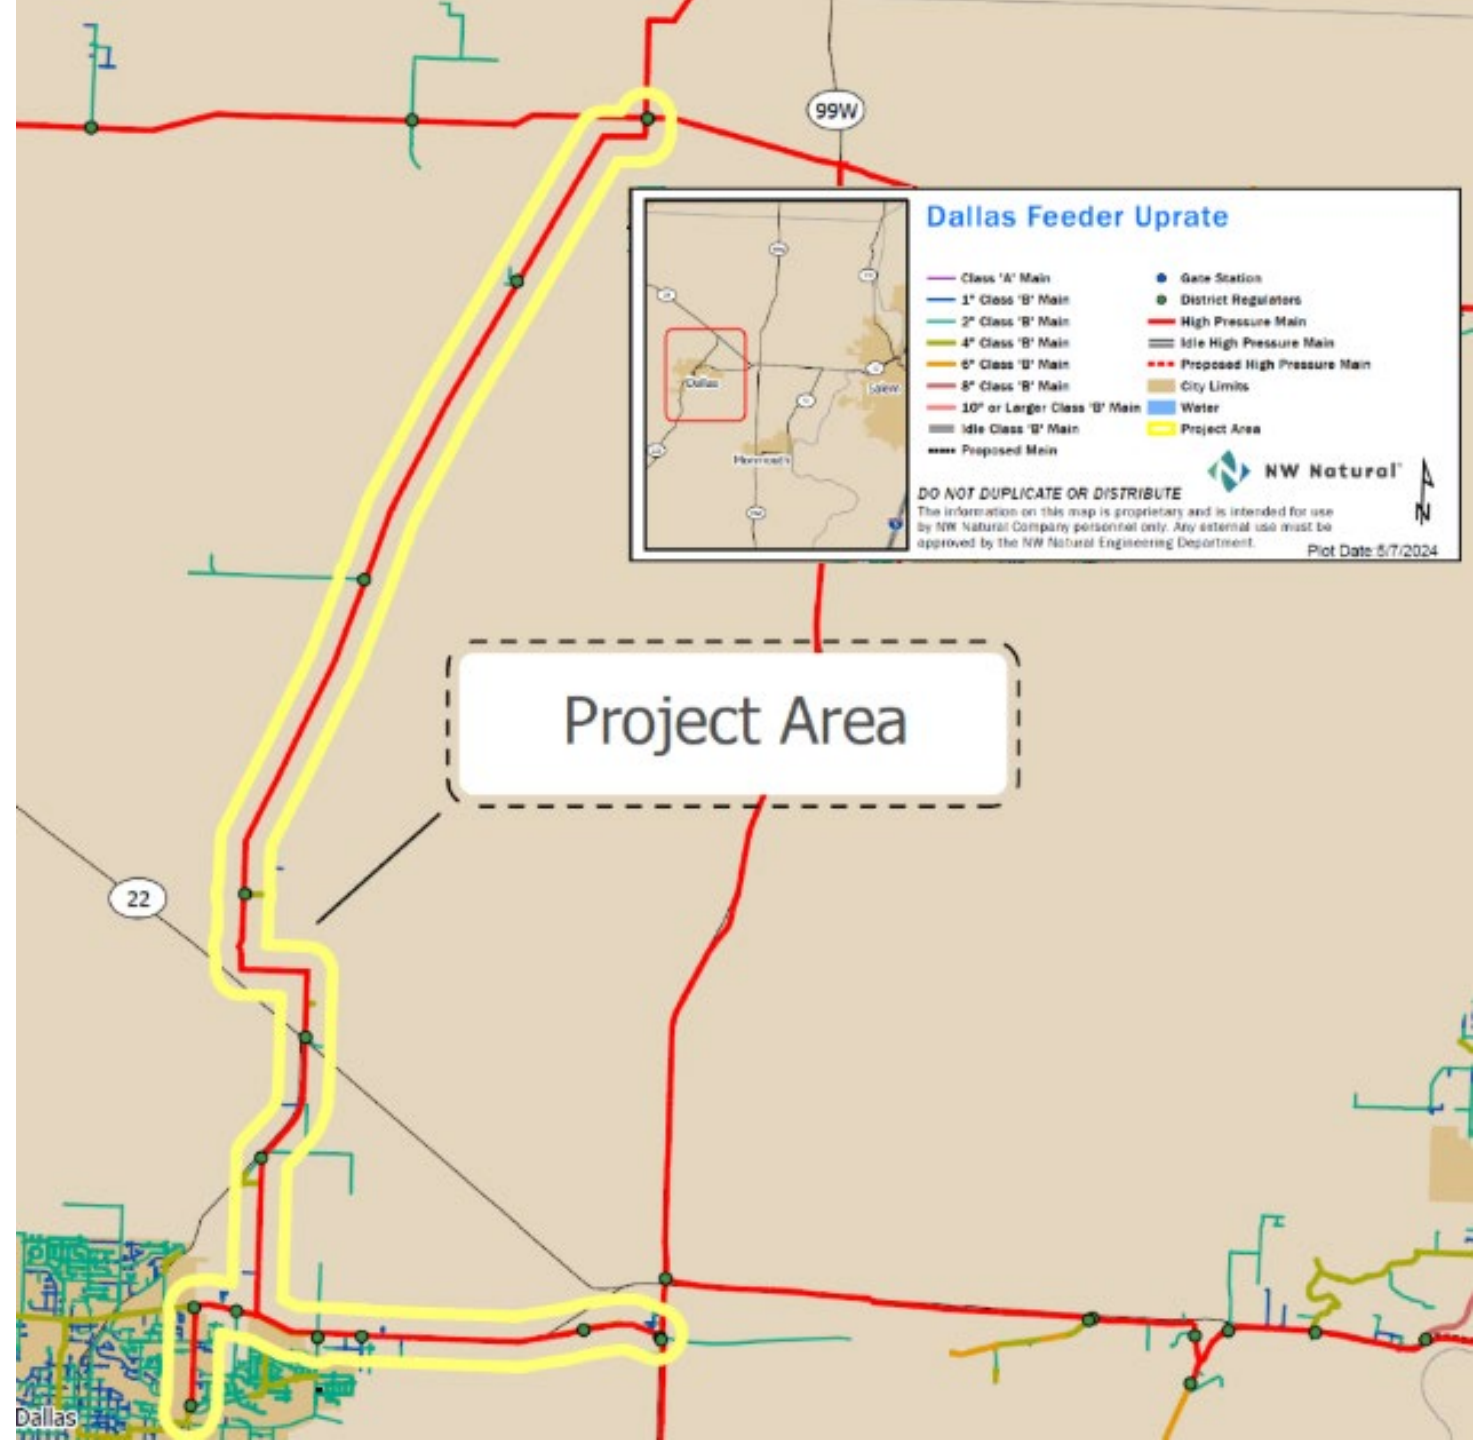 99W
Dallas Feeder Uprate
Class 'A' Main
1" Class 'B' Main
2" Class 'B' Main
4" Class 'B' Main
6" Class 'B' Main
8" Class 'B' Main
10" or Larger Class 'B' Main
Idle Class 'B' Main
Proposed Main
Gate Station
District Regulators
High Pressure Main
Idle High Pressure Main
Proposed High Pressure Main
City Limits
Water
Project Area
Dallas
Salem
Monmouth
NW Natural
N
DO NOT DUPLICATE OR DISTRIBUTE
The information on this map is proprietary and is intended for use
by NW Natural Company personnel only. Any external use must be
approved by the NW Natural Engineering Department.
Plot Date:5/7/2024
Project Area
22
Dallas